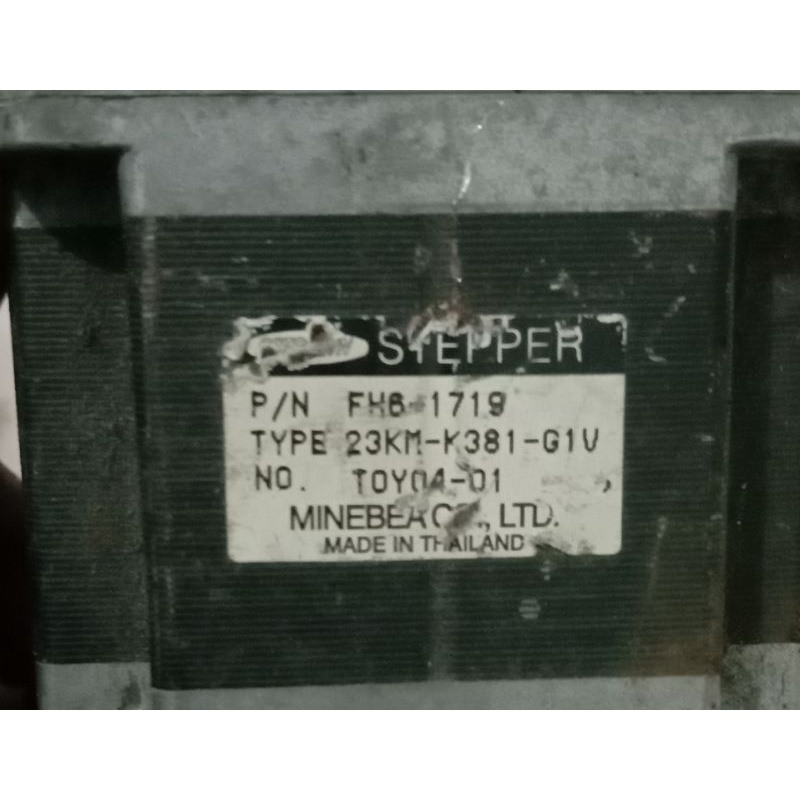 STEPPER
P/N FH6-1719
TYPE 23KM-K381-G1V
NO. T0Y04-01
MINEBEA CO., LTD.
MADE IN THAILAND